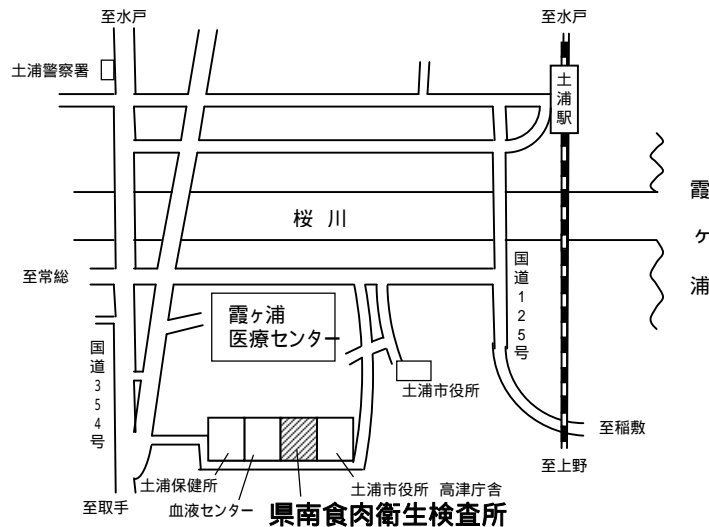 至水戸
至水戸
土浦警察署
土浦駅
桜川
霞ヶ浦
至常総
国道125号
霞ヶ浦
医療センター
国道354号
土浦市役所
至稲敷
至上野
土浦保健所
土浦市役所 高津庁舎
至取手
血液センター
県南食肉衛生検査所